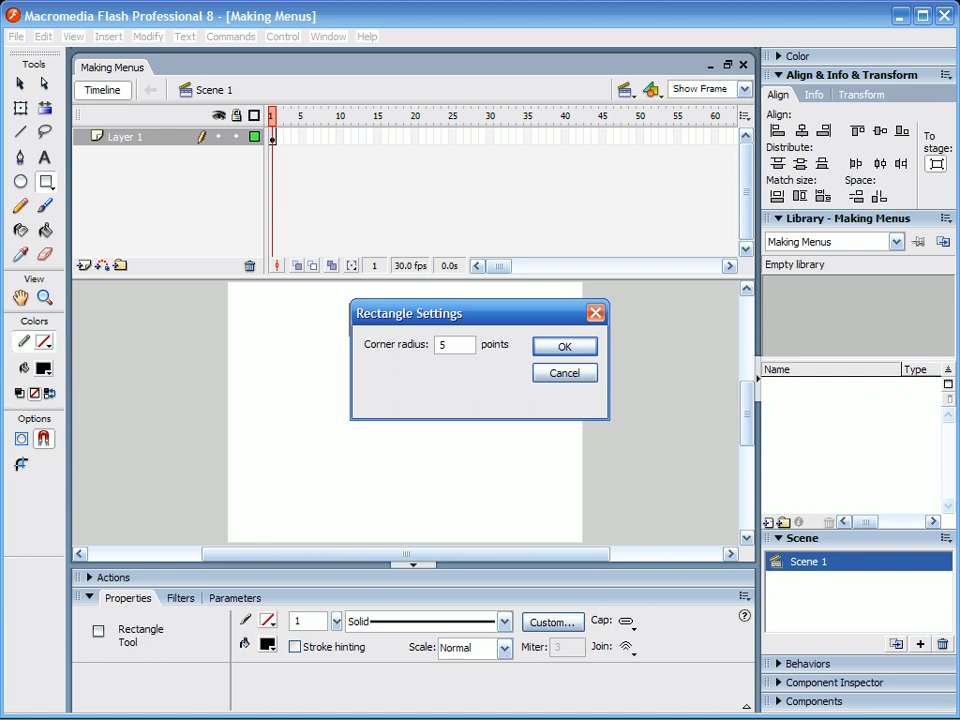 Macromedia Flash Professional 8 - [Making Menus]
File Edit View Insert Modify Text Commands Control Window Help
Tools
Making Menus
Timeline
Scene 1
Show Frame
1 5 10 15 20 25 30 35 40 45 50 55 60
Layer 1
1 30.0 fps 0.0s
View
Colors
Options
Rectangle Settings
Corner radius: 5 points
OK
Cancel
Actions
Properties Filters Parameters
Rectangle
Tool
1 Solid Custom... Cap:
Stroke hinting Scale: Normal Miter: 3 Join:
Color
Align & Info & Transform
Align Info Transform
Align:
Distribute:
To
stage:
Match size: Space:
Library - Making Menus
Making Menus
Empty library
Name Type
Scene
Scene 1
Behaviors
Component Inspector
Components